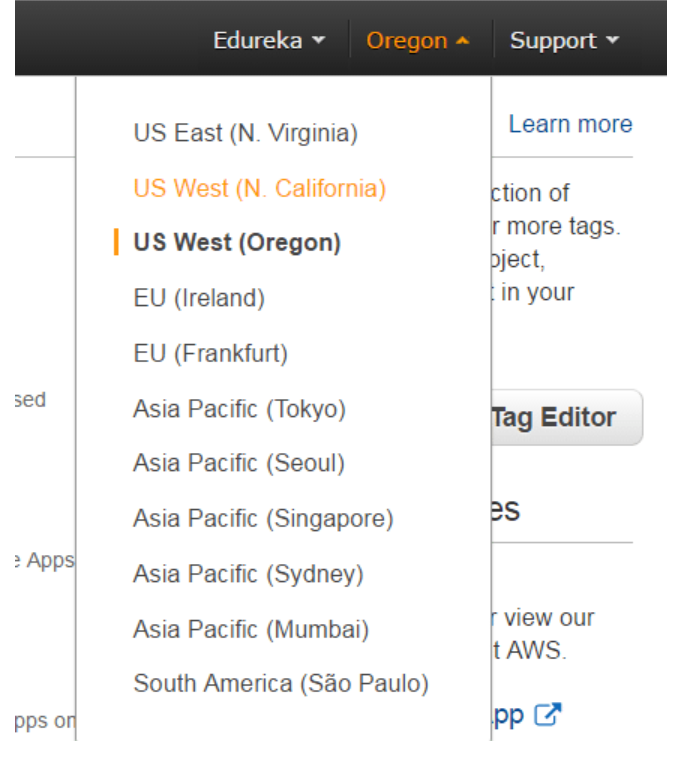 Edureka Oregon Support
US East (N. Virginia)
US West (N. California)
US West (Oregon)
EU (Ireland)
EU (Frankfurt)
Asia Pacific (Tokyo)
Asia Pacific (Seoul)
Asia Pacific (Singapore)
Asia Pacific (Sydney)
Asia Pacific (Mumbai)
South America (São Paulo)
sed
e Apps
pps on
Learn more
ction of
r more tags.
oject,
t in your
Tag Editor
es
r view our
t AWS.
pp